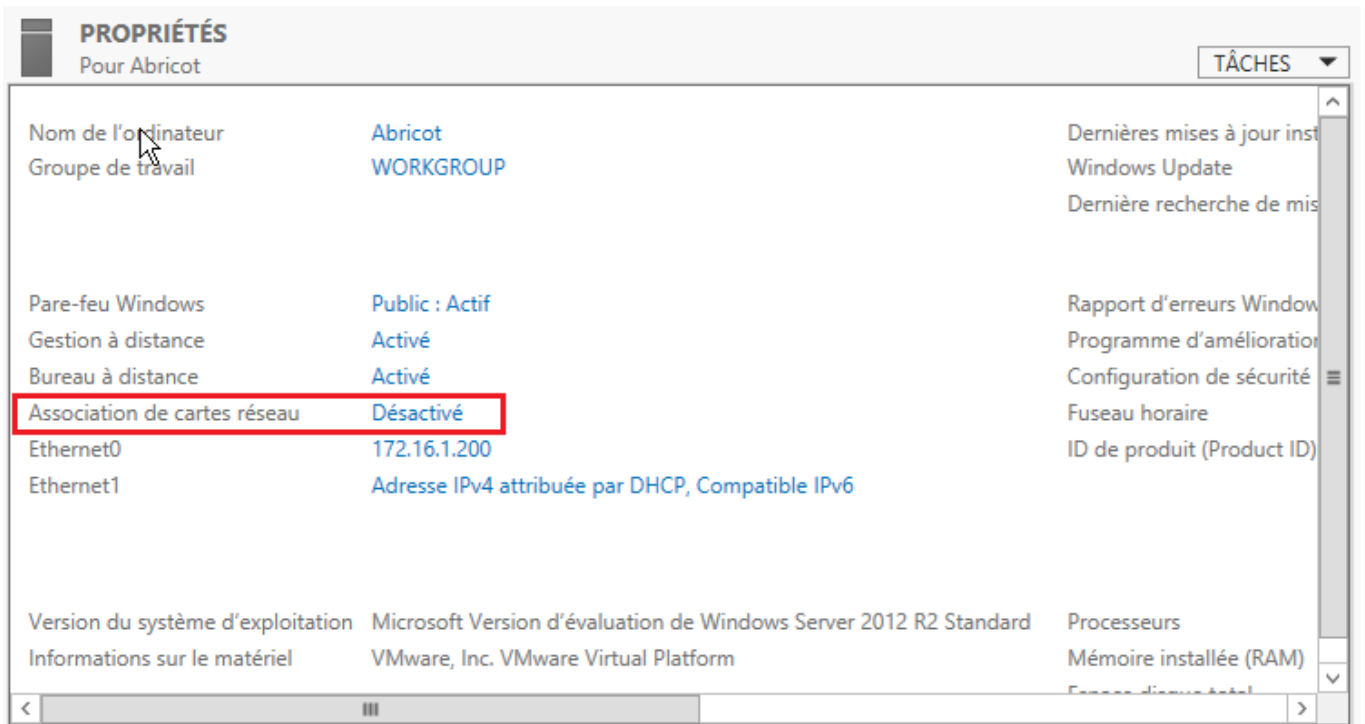 PROPRIÉTÉS
Pour Abricot
TÂCHES
Nom de l'ordinateur Abricot Dernières mises à jour inst
Groupe de travail WORKGROUP Windows Update
Dernière recherche de mis
Pare-feu Windows Public : Actif Rapport d'erreurs Window
Gestion à distance Activé Programme d'amélioration
Bureau à distance Activé Configuration de sécurité
Association de cartes réseau Désactivé Fuseau horaire
Ethernet0 172.16.1.200 ID de produit (Product ID)
Ethernet1 Adresse IPv4 attribuée par DHCP, Compatible IPv6
Version du système d'exploitation Microsoft Version d'évaluation de Windows Server 2012 R2 Standard Processeurs
Informations sur le matériel VMware, Inc. VMware Virtual Platform Mémoire installée (RAM)
Espace disque total